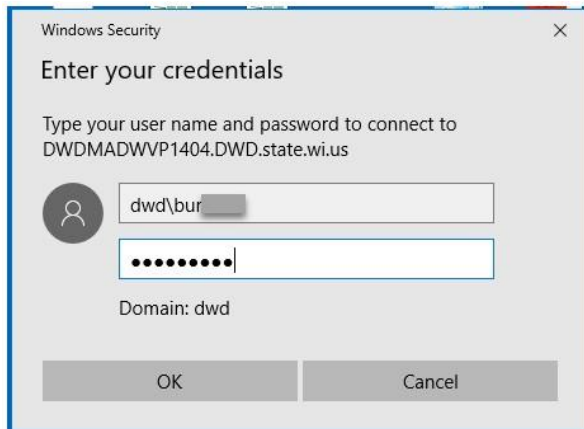 Windows Security
Enter your credentials
Type your user name and password to connect to
DWDMADWVP1404.DWD.state.wi.us
dwd\bur
●●●●●●●●●
Domain: dwd
OK
Cancel